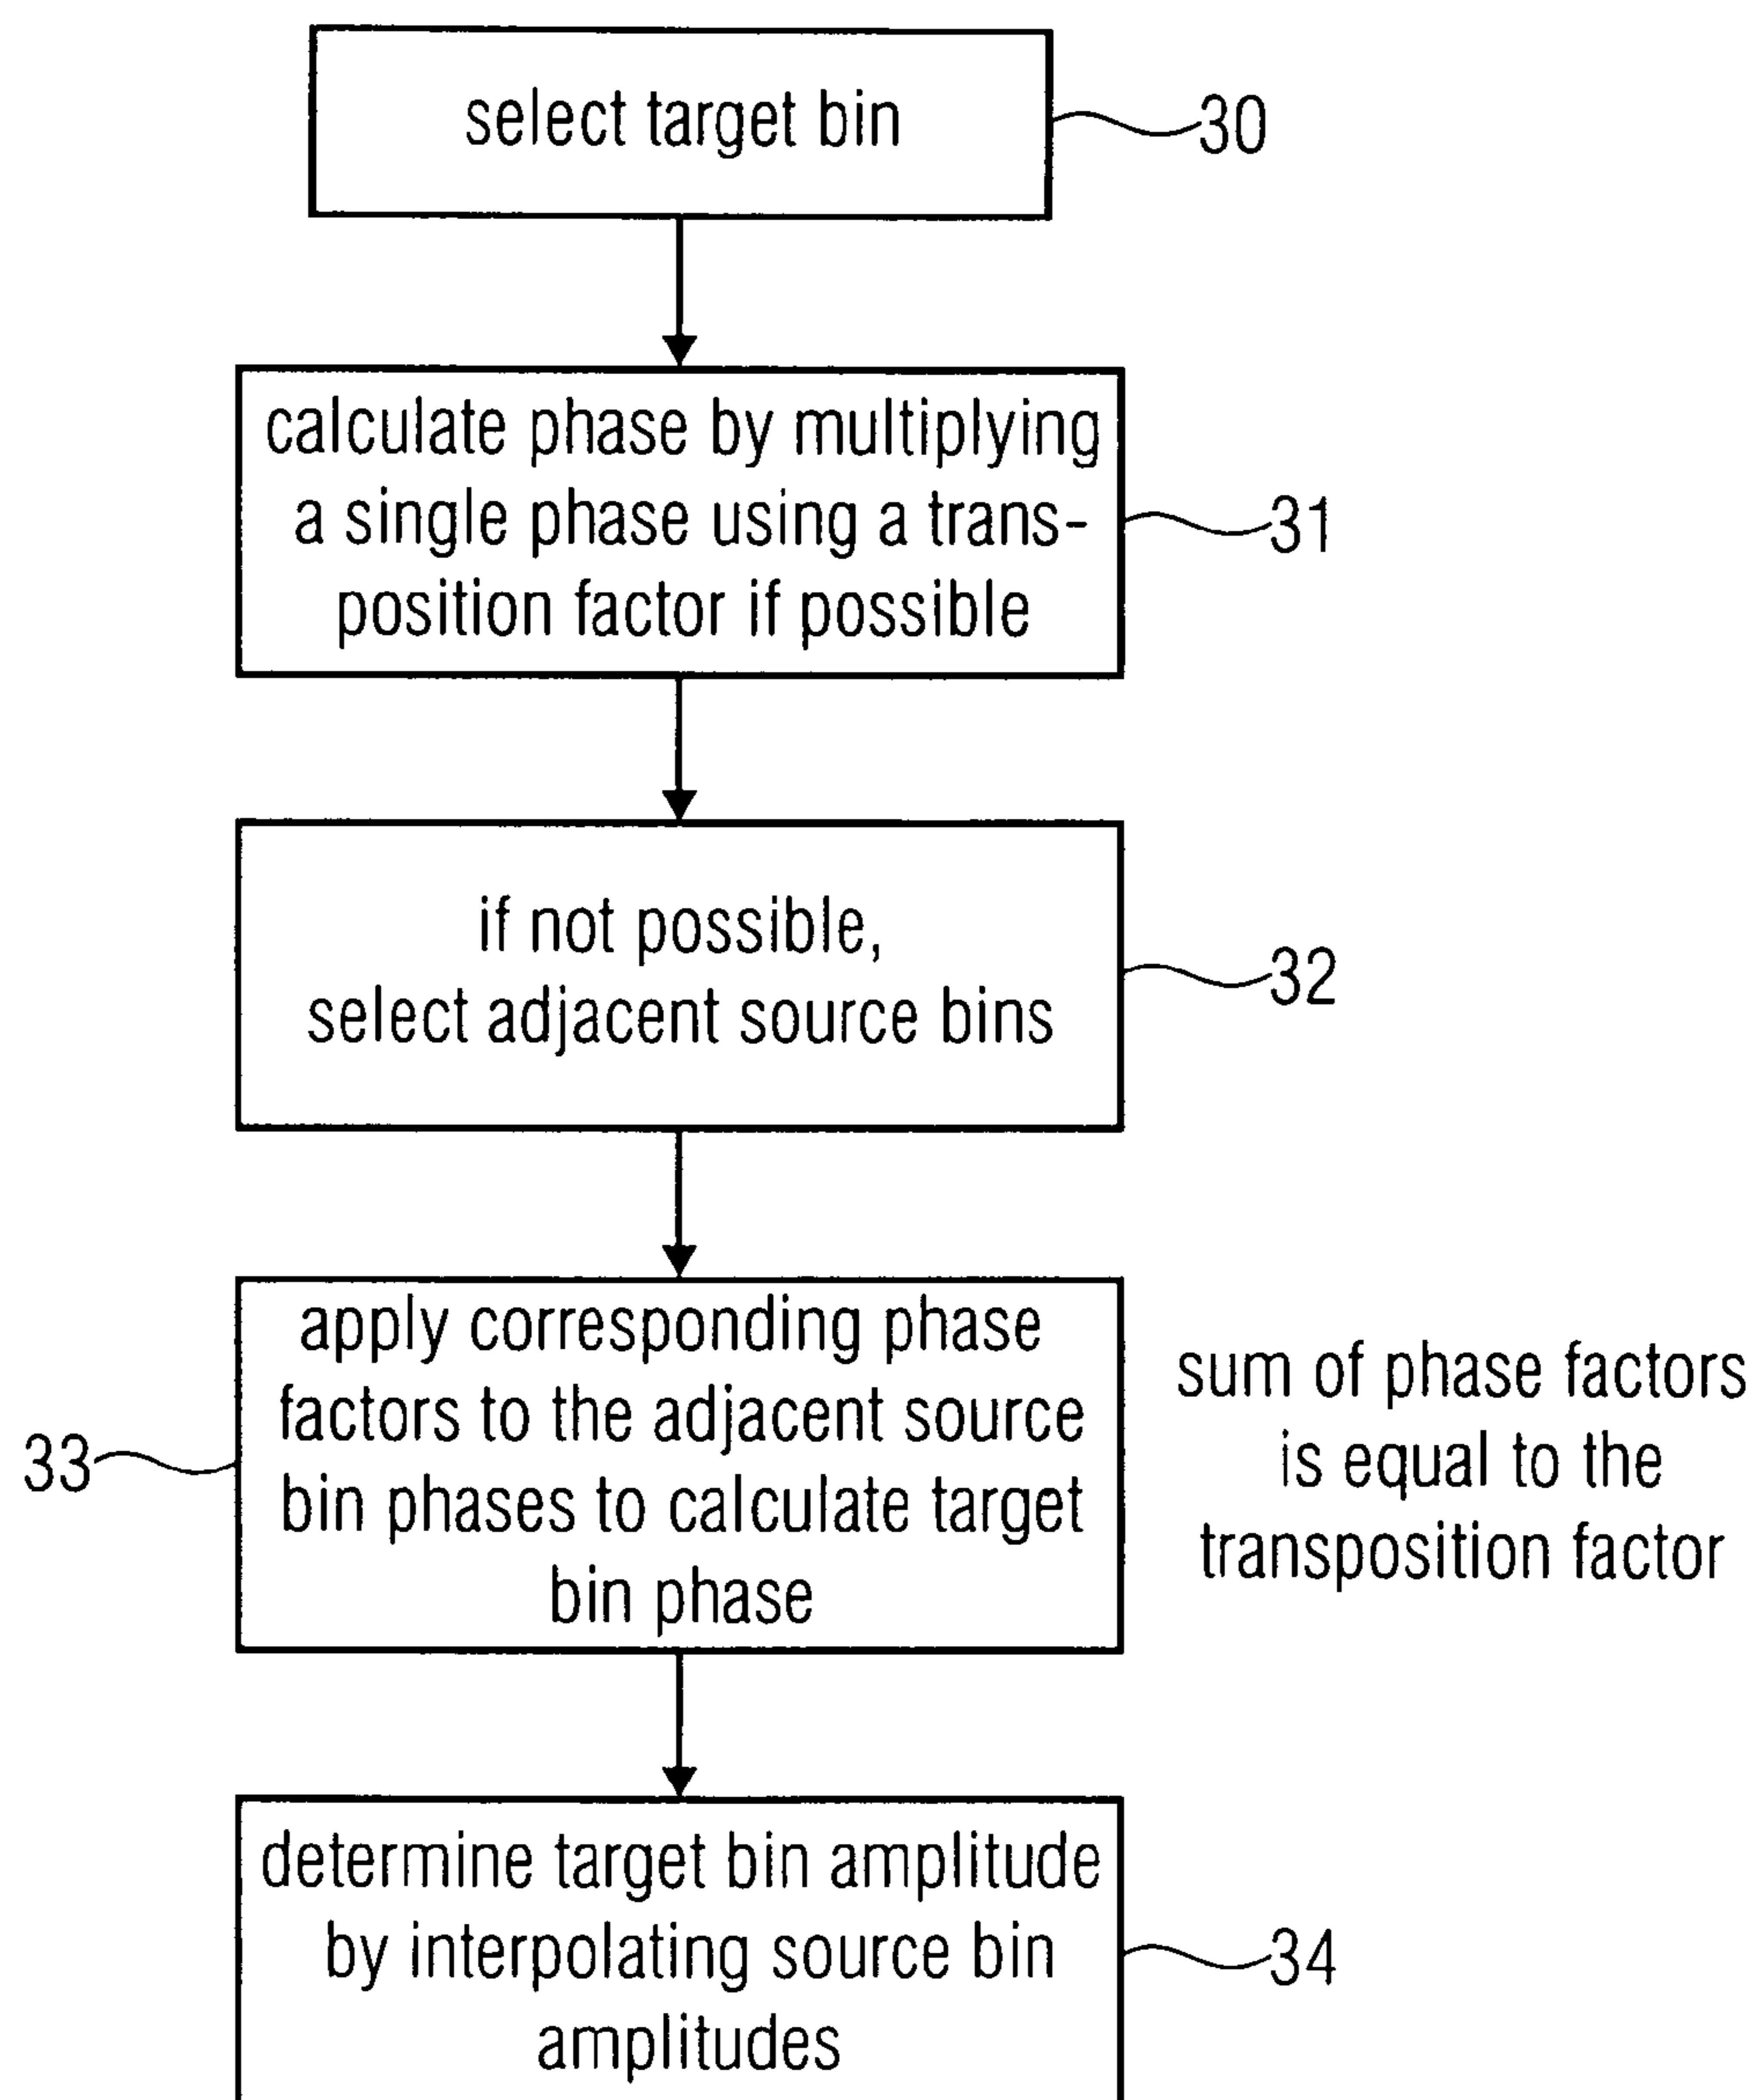 select target bin
30
calculate phase by multiplying
a single phase using a trans-
position factor if possible
31
if not possible,
select adjacent source bins
32
apply corresponding phase
factors to the adjacent source
bin phases to calculate target
bin phase
33
sum of phase factors
is equal to the
transposition factor
determine target bin amplitude
by interpolating source bin
amplitudes
34